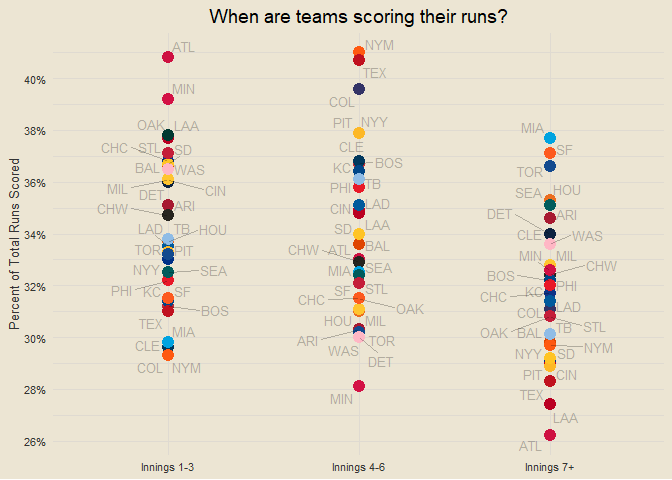 When are teams scoring their runs?
Percent of Total Runs Scored
40%
38%
36%
34%
32%
30%
28%
26%
ATL
MIN
OAK LAA
CHC STL SD
BAL WAS
MIL CIN
DET
CHW ARI
LAD TB HOU
TOR PIT
NYY SEA
PHI KC SF
BOS
TEX
MIA
CLE
COL NYM
NYM
TEX
COL
PIT NYY
CLE
BOS
KC
PHI TB
CIN LAD
SD LAA
CHW ATL BAL
MIA SEA
SF STL
CHC
OAK
HOU MIL
ARI TOR
WAS
DET
MIN
MIA
SF
TOR
SEA HOU
DET ARI
CLE WAS
MIN MIL
CHW
BOS
KC PHI
CHC
COL LAD
STL
OAK BAL TB
NYM
NYY SD
PIT CIN
TEX
LAA
ATL
Innings 1-3
Innings 4-6
Innings 7+